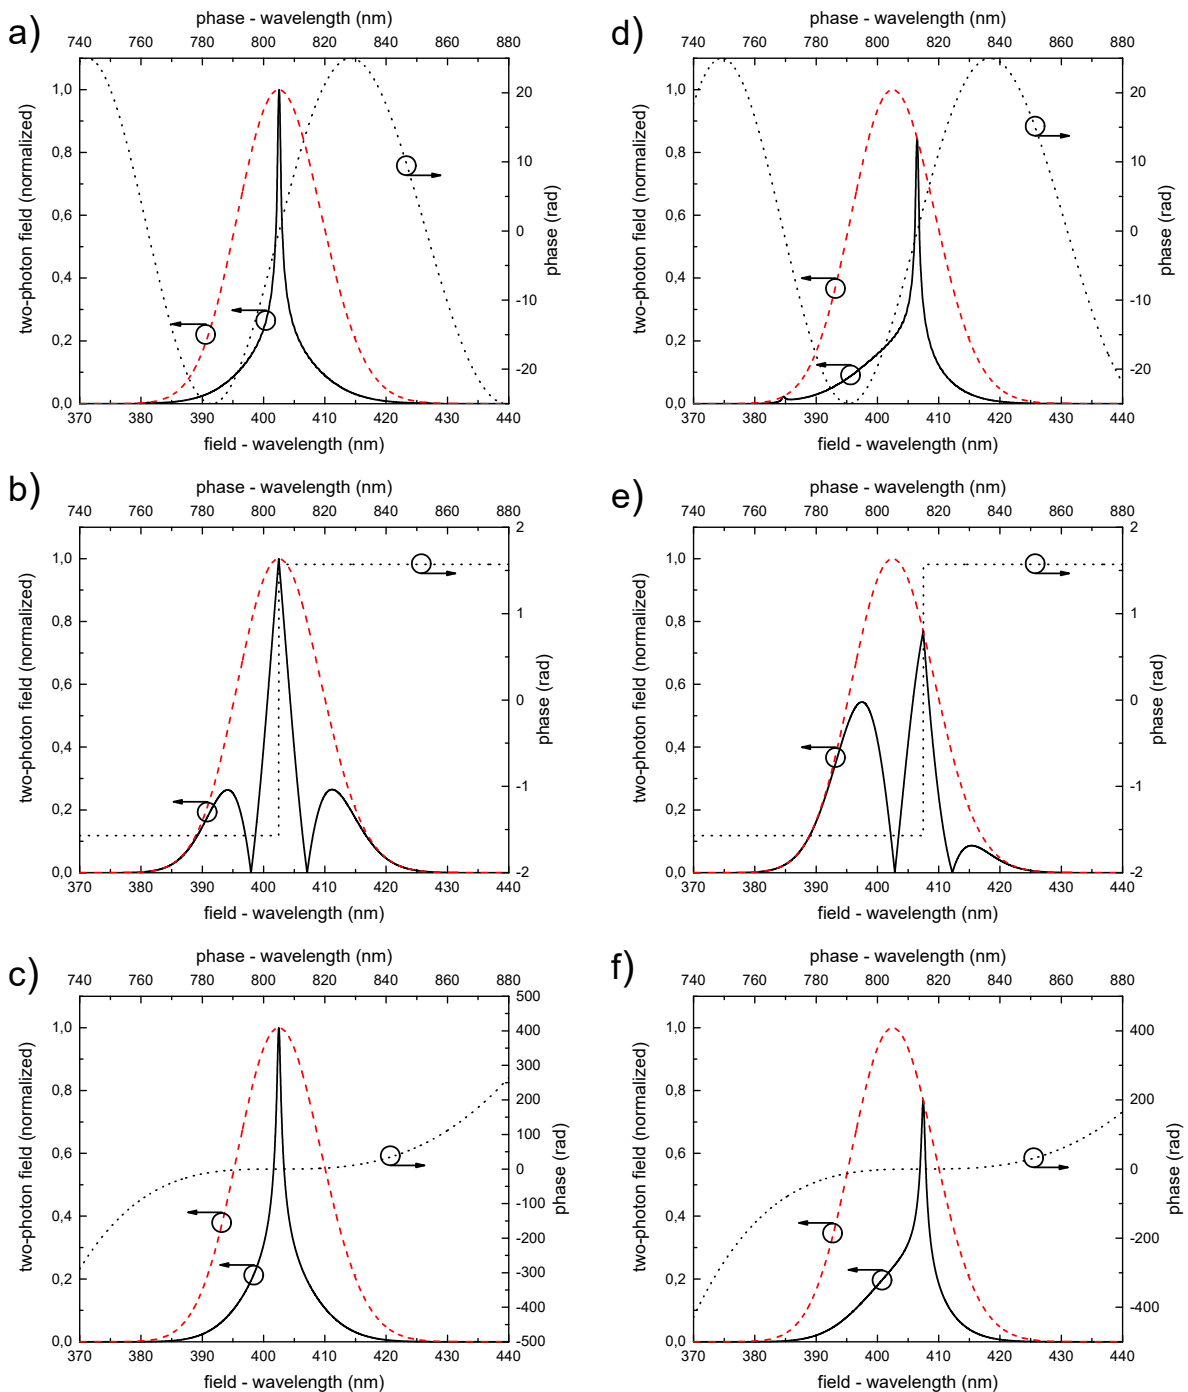 a)
phase - wavelength (nm)
740 760 780 800 820 840 860 880
1,0
0,8
0,6
0,4
0,2
0,0
two-photon field (normalized)
20
10
0
-10
-20
phase (rad)
370 380 390 400 410 420 430 440
field - wavelength (nm)
d)
phase - wavelength (nm)
740 760 780 800 820 840 860 880
1,0
0,8
0,6
0,4
0,2
0,0
two-photon field (normalized)
20
10
0
-10
-20
phase (rad)
370 380 390 400 410 420 430 440
field - wavelength (nm)
b)
phase - wavelength (nm)
740 760 780 800 820 840 860 880
1,0
0,8
0,6
0,4
0,2
0,0
two-photon field (normalized)
2
1
0
-1
-2
phase (rad)
370 380 390 400 410 420 430 440
field - wavelength (nm)
e)
phase - wavelength (nm)
740 760 780 800 820 840 860 880
1,0
0,8
0,6
0,4
0,2
0,0
two-photon field (normalized)
2
1
0
-1
-2
phase (rad)
370 380 390 400 410 420 430 440
field - wavelength (nm)
c)
phase - wavelength (nm)
740 760 780 800 820 840 860 880
1,0
0,8
0,6
0,4
0,2
0,0
two-photon field (normalized)
500
400
300
200
100
0
-100
-200
-300
-400
-500
phase (rad)
370 380 390 400 410 420 430 440
field - wavelength (nm)
f)
phase - wavelength (nm)
740 760 780 800 820 840 860 880
1,0
0,8
0,6
0,4
0,2
0,0
two-photon field (normalized)
400
200
0
-200
-400
phase (rad)
370 380 390 400 410 420 430 440
field - wavelength (nm)